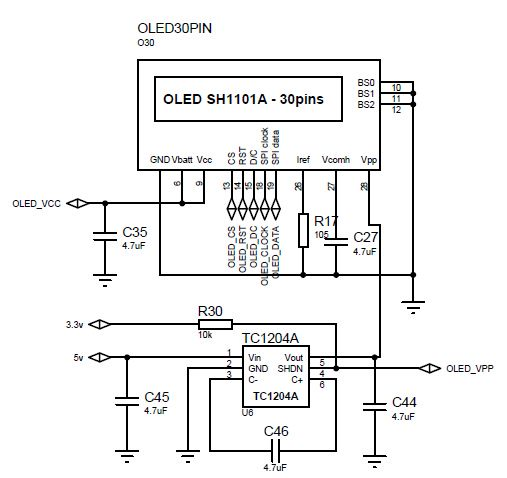 OLED30PIN
O30
OLED SH1101A - 30pins
BS0
BS1
BS2
10
11
12
GND Vbatt Vcc CS RST D/C SPI clock SPI data Iref Vcomh Vpp
6 9 13 14 15 18 19 26 27 28
OLED_VCC
OLED_CS
OLED_RST
OLED_DC
OLED_CLOCK
OLED_DATA
C35
4.7uF
R17
105
C27
4.7uF
3.3v
R30
10k
TC1204A
5v
1 Vin Vout 5
2 GND SHDN 4
3 C- C+ 6
TC1204A
U6
OLED_VPP
C45
4.7uF
C44
4.7uF
C46
4.7uF